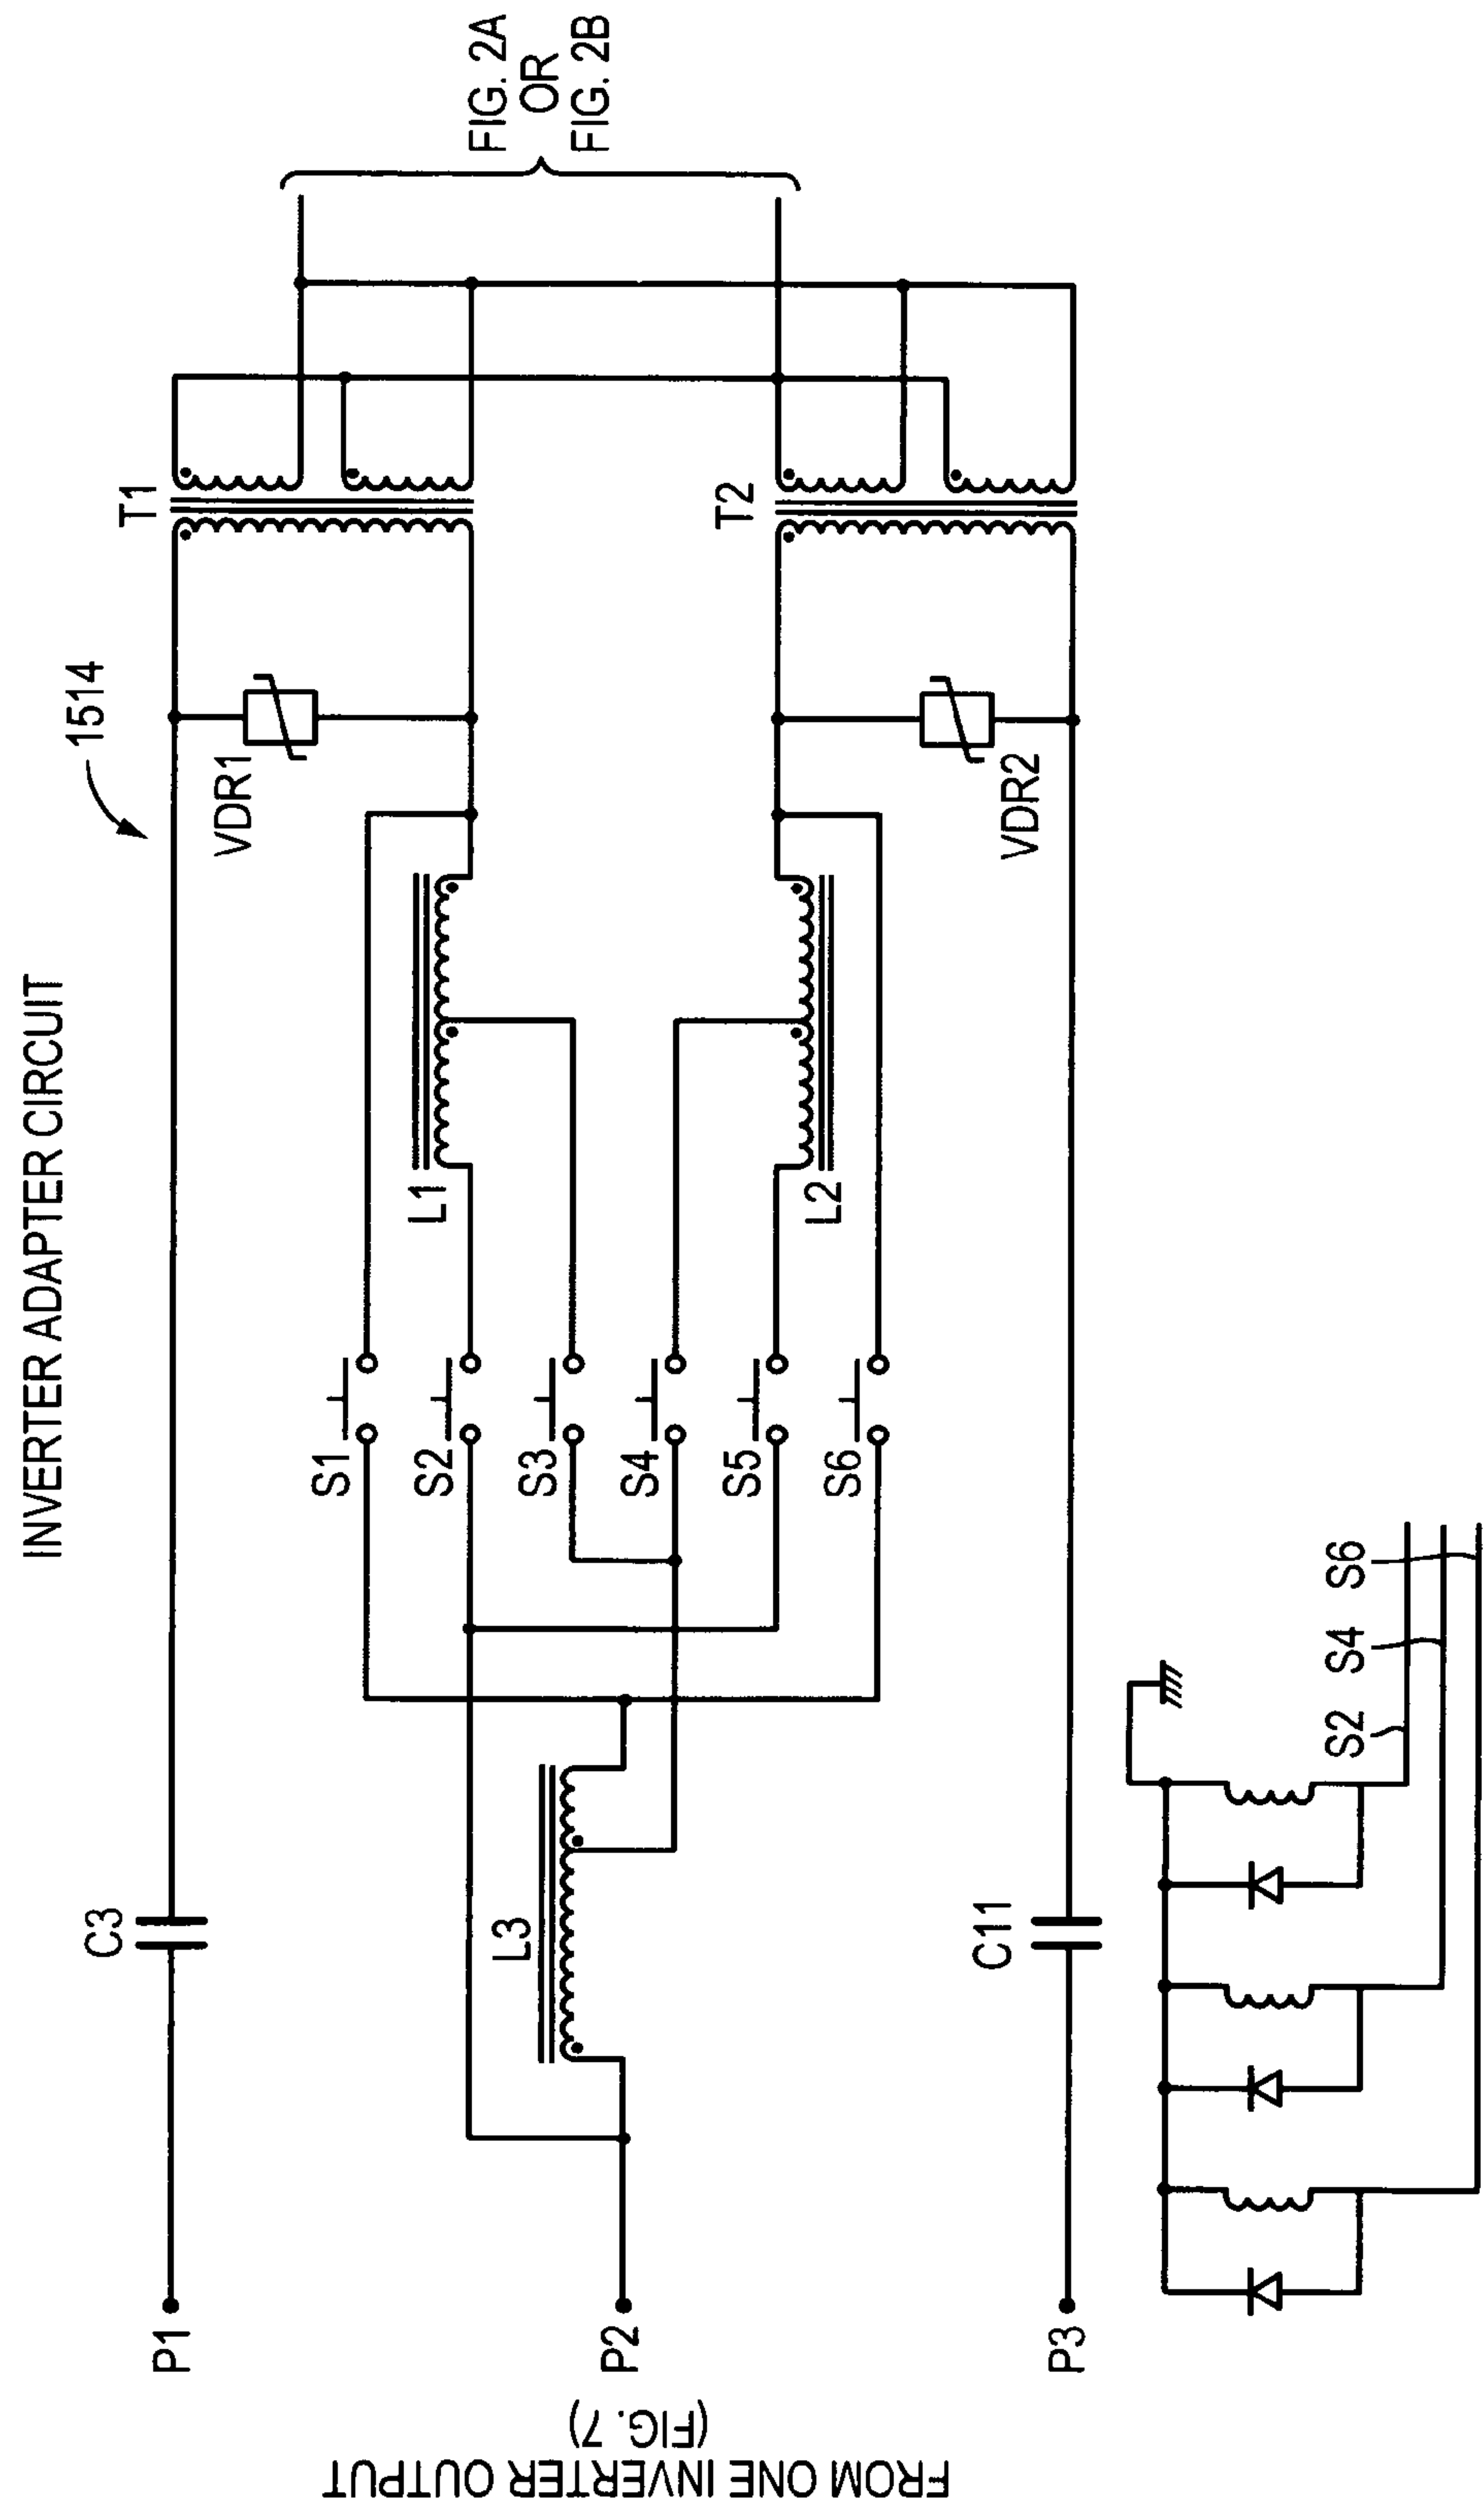 INVERTER ADAPTER CIRCUIT
1514
FROM ONE INVERTER OUTPUT
(FIG. 7)
P1
P2
P3
C3
L3
C11
S1
S2
S3
S4
S5
S6
L1
L2
VDR1
VDR2
T1
T2
FIG. 2A
OR
FIG. 2B
S2
S4
S6